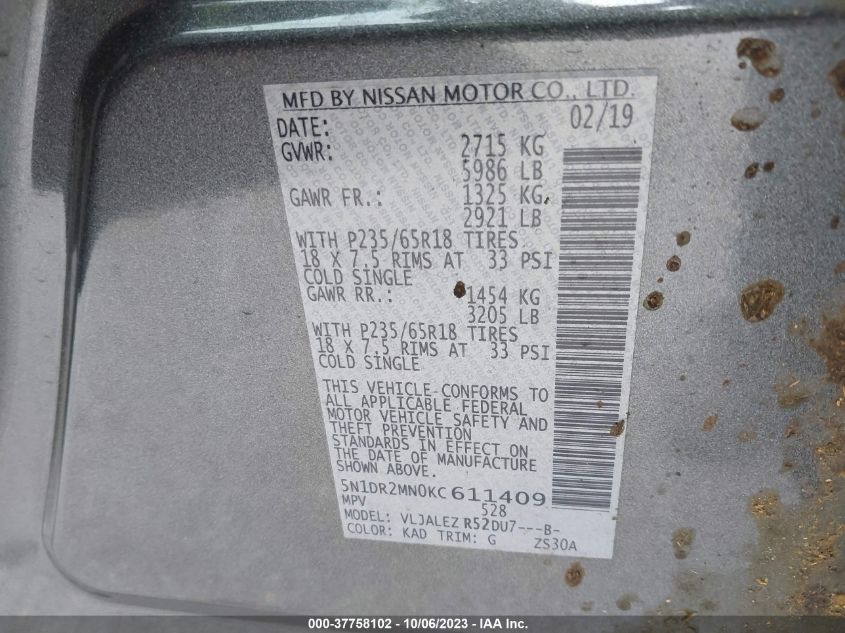 MFD BY NISSAN MOTOR CO., LTD.
DATE: 02/19
GVWR: 2715 KG
5986 LB
GAWR FR.: 1325 KG
2921 LB
WITH P235/65R18 TIRES
18 X 7.5 RIMS AT 33 PSI
COLD SINGLE
GAWR RR.: 1454 KG
3205 LB
WITH P235/65R18 TIRES
18 X 7.5 RIMS AT 33 PSI
COLD SINGLE
THIS VEHICLE CONFORMS TO
ALL APPLICABLE FEDERAL
MOTOR VEHICLE SAFETY AND
THEFT PREVENTION
STANDARDS IN EFFECT ON
THE DATE OF MANUFACTURE
SHOWN ABOVE.
5N1DR2MN0KC611409
MPV 528
MODEL: VLJALEZ R52DU7---B-
COLOR: KAD TRIM: G ZS30A
000-37758102 - 10/06/2023 - IAA Inc.